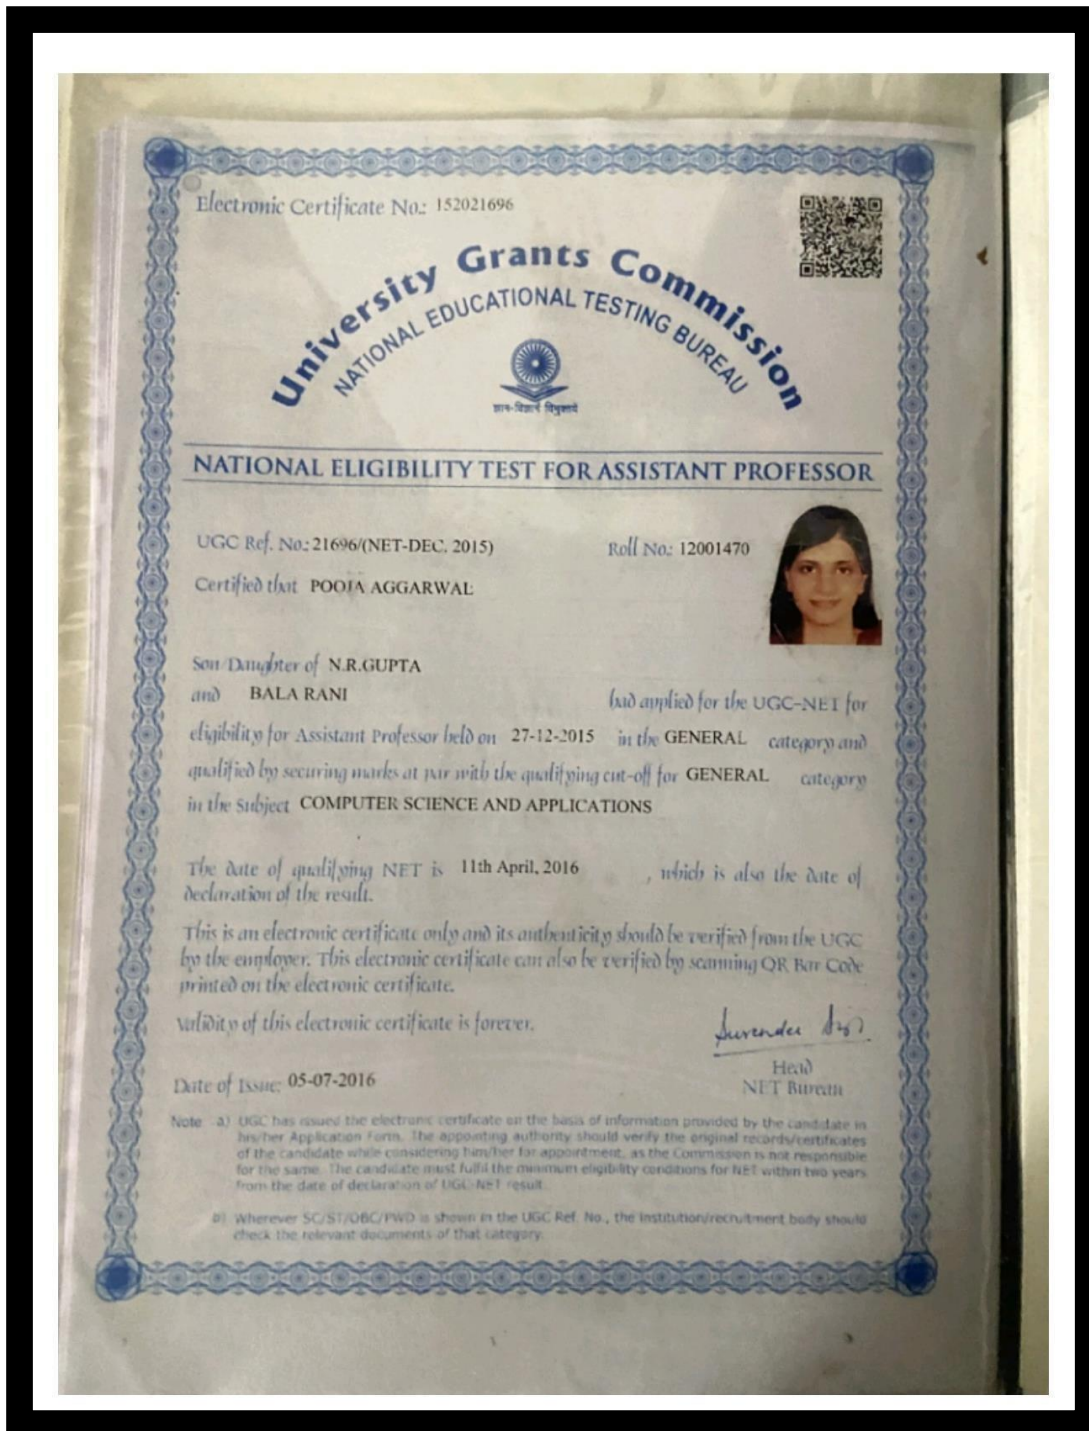 Electronic Certificate No.: 152021696
University Grants Commission
NATIONAL EDUCATIONAL TESTING BUREAU
ज्ञान-विज्ञानं विमुक्तये
NATIONAL ELIGIBILITY TEST FOR ASSISTANT PROFESSOR
UGC Ref. No.: 21696/(NET-DEC. 2015) Roll No.: 12001470
Certified that POOJA AGGARWAL
Son/Daughter of N.R.GUPTA
and BALA RANI had applied for the UGC-NET for
eligibility for Assistant Professor held on 27-12-2015 in the GENERAL category and
qualified by securing marks at par with the qualifying cut-off for GENERAL category
in the Subject COMPUTER SCIENCE AND APPLICATIONS
The date of qualifying NET is 11th April, 2016 , which is also the date of
declaration of the result.
This is an electronic certificate only and its authenticity should be verified from the UGC
by the employer. This electronic certificate can also be verified by scanning QR Bar Code
printed on the electronic certificate.
Validity of this electronic certificate is forever.
Surender
Head
Date of Issue: 05-07-2016 NET Bureau
Note a) UGC has issued the electronic certificate on the basis of information provided by the candidate in
his/her Application Form. The appointing authority should verify the original records/certificates
of the candidate while considering him/her for appointment, as the Commission is not responsible
for the same. The candidate must fulfil the minimum eligibility conditions for NET within two years
from the date of declaration of UGC-NET result.
b) Wherever SC/ST/OBC/PWD is shown in the UGC Ref. No., the institution/recruitment body should
check the relevant documents of that category.